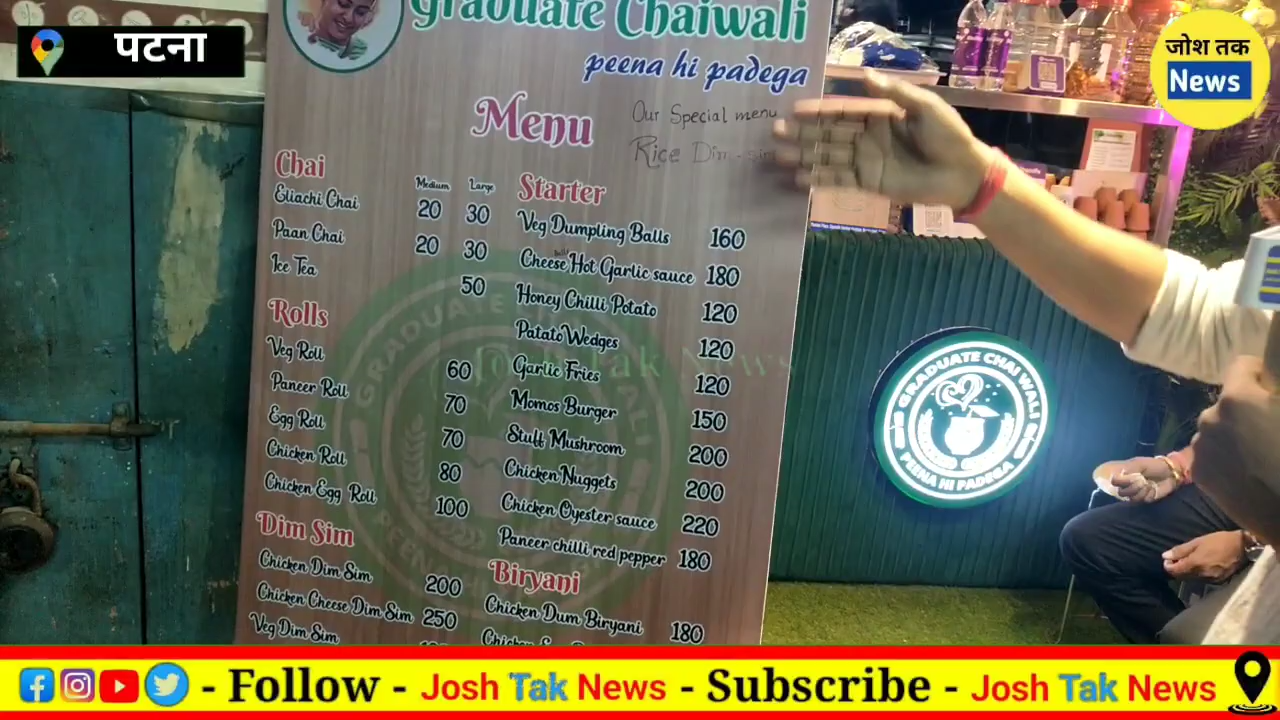 पटना
जोश तक
News
Graduate Chaiwali
peena hi padega
Menu
Our Special menu
Rice Dim
Chai
Medium Large
Eliachi Chai 20 30
Paan Chai 20 30
Ice Tea 50
Rolls
Veg Roll 60
Paneer Roll 70
Egg Roll 70
Chicken Roll 80
Chicken Egg Roll 100
Dim Sim
Chicken Dim Sim 200
Chicken Cheese Dim Sim 250
Veg Dim Sim
Starter
Veg Dumpling Balls 160
Cheese Hot Garlic sauce 180
Honey Chilli Potato 120
Patato Wedges 120
Garlic Fries 120
Momos Burger 150
Stuff Mushroom 200
Chicken Nuggets 200
Chicken Oyester sauce 220
Paneer chilli red pepper 180
Biryani
Chicken Dum Biryani 180
Chicken
Josh Tak News
GRADUATE CHAI WALI
PEENA HI PADEGA
- Follow - Josh Tak News - Subscribe - Josh Tak News